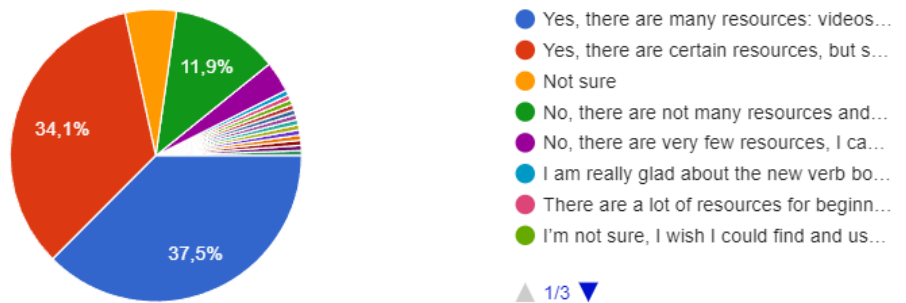 11,9%
34,1%
37,5%
Yes, there are many resources: videos…
Yes, there are certain resources, but s…
Not sure
No, there are not many resources and…
No, there are very few resources, I ca…
I am really glad about the new verb bo…
There are a lot of resources for beginn…
I’m not sure, I wish I could find and us…
1/3